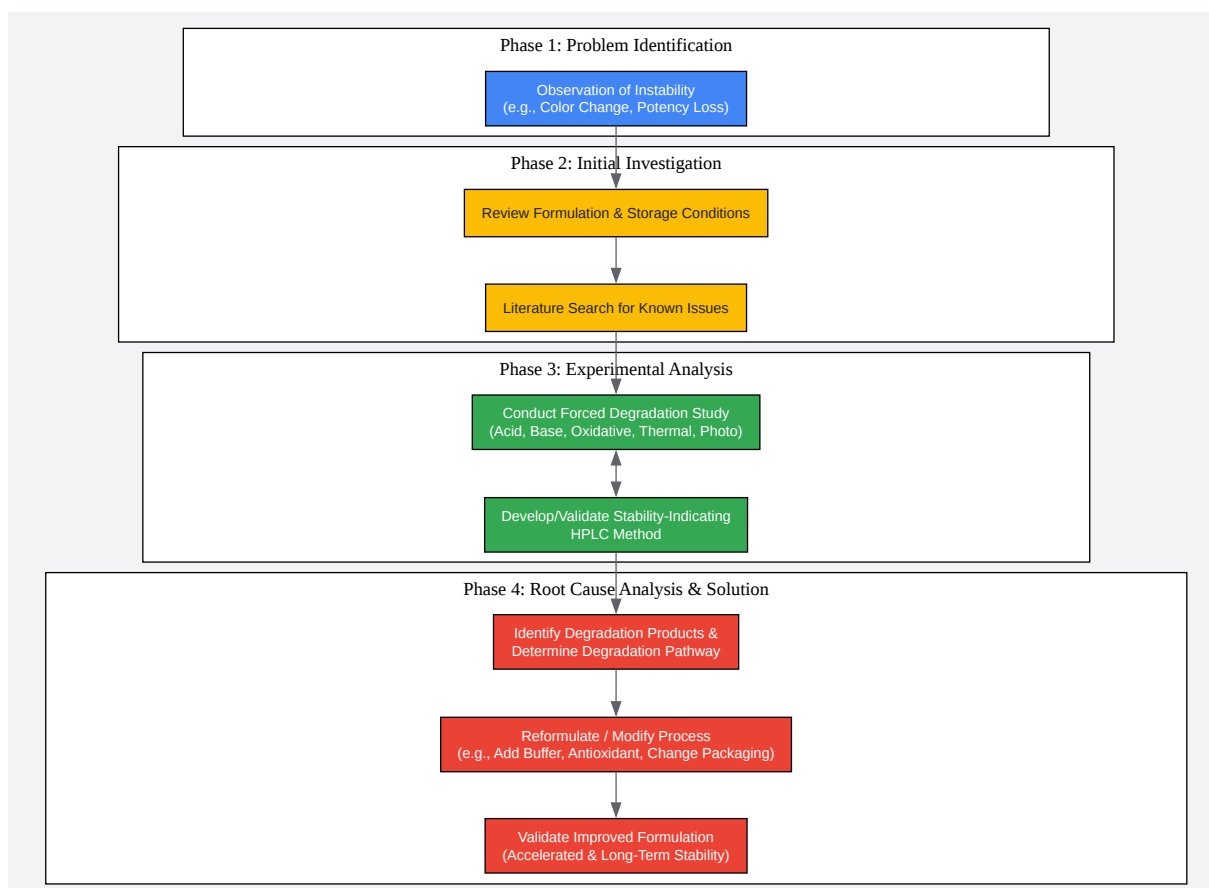 Phase 1: Problem Identification
Observation of Instability
(e.g., Color Change, Potency Loss)
Phase 2: Initial Investigation
Review Formulation & Storage Conditions
Literature Search for Known Issues
Phase 3: Experimental Analysis
Conduct Forced Degradation Study
(Acid, Base, Oxidative, Thermal, Photo)
Develop/Validate Stability-Indicating
HPLC Method
Phase 4: Root Cause Analysis & Solution
Identify Degradation Products &
Determine Degradation Pathway
Reformulate / Modify Process
(e.g., Add Buffer, Antioxidant, Change Packaging)
Validate Improved Formulation
(Accelerated & Long-Term Stability)